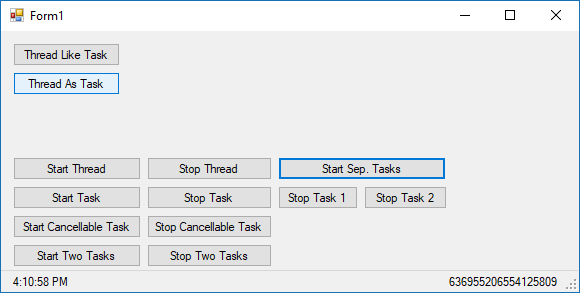 Form1
Thread Like Task
Thread As Task
Start Thread Stop Thread Start Sep. Tasks
Start Task Stop Task Stop Task 1 Stop Task 2
Start Cancellable Task Stop Cancellable Task
Start Two Tasks Stop Two Tasks
4:10:58 PM 636955206554125809